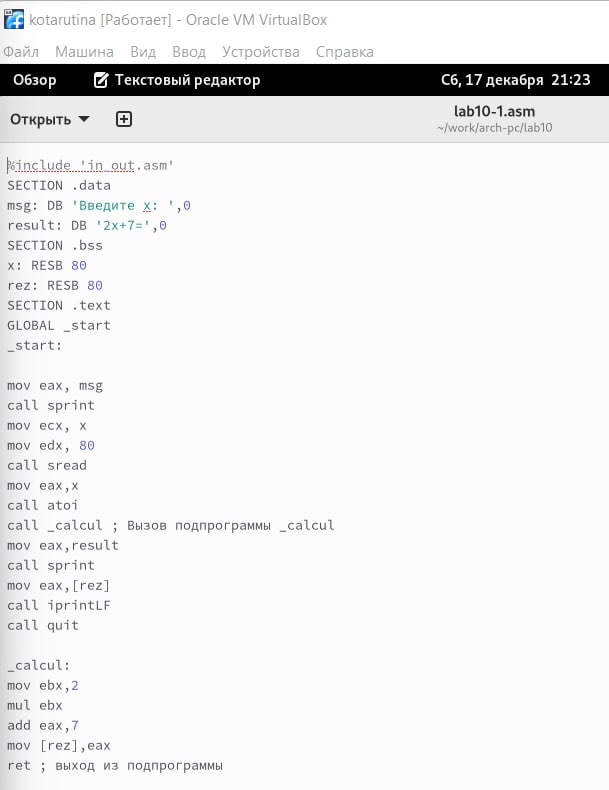 kotarutina [Работает] - Oracle VM VirtualBox
Файл Машина Вид Ввод Устройства Справка
Обзор Текстовый редактор Сб, 17 декабря 21:23
Открыть lab10-1.asm
~/work/arch-pc/lab10
%include 'in_out.asm'
SECTION .data
msg: DB 'Введите x: ',0
result: DB '2x+7=',0
SECTION .bss
x: RESB 80
rez: RESB 80
SECTION .text
GLOBAL _start
_start:
mov eax, msg
call sprint
mov ecx, x
mov edx, 80
call sread
mov eax,x
call atoi
call _calcul ; Вызов подпрограммы _calcul
mov eax,result
call sprint
mov eax,[rez]
call iprintLF
call quit
_calcul:
mov ebx,2
mul ebx
add eax,7
mov [rez],eax
ret ; выход из подпрограммы